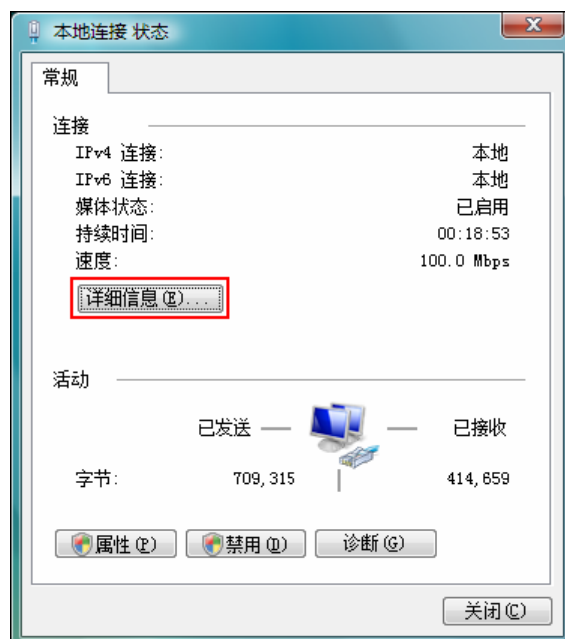 本地连接 状态
常规
连接
IPv4 连接: 本地
IPv6 连接: 本地
媒体状态: 已启用
持续时间: 00:18:53
速度: 100.0 Mbps
详细信息(E)...
活动
已发送 — — 已接收
字节: 709,315 | 414,659
属性(P) 禁用(D) 诊断(G)
关闭(C)